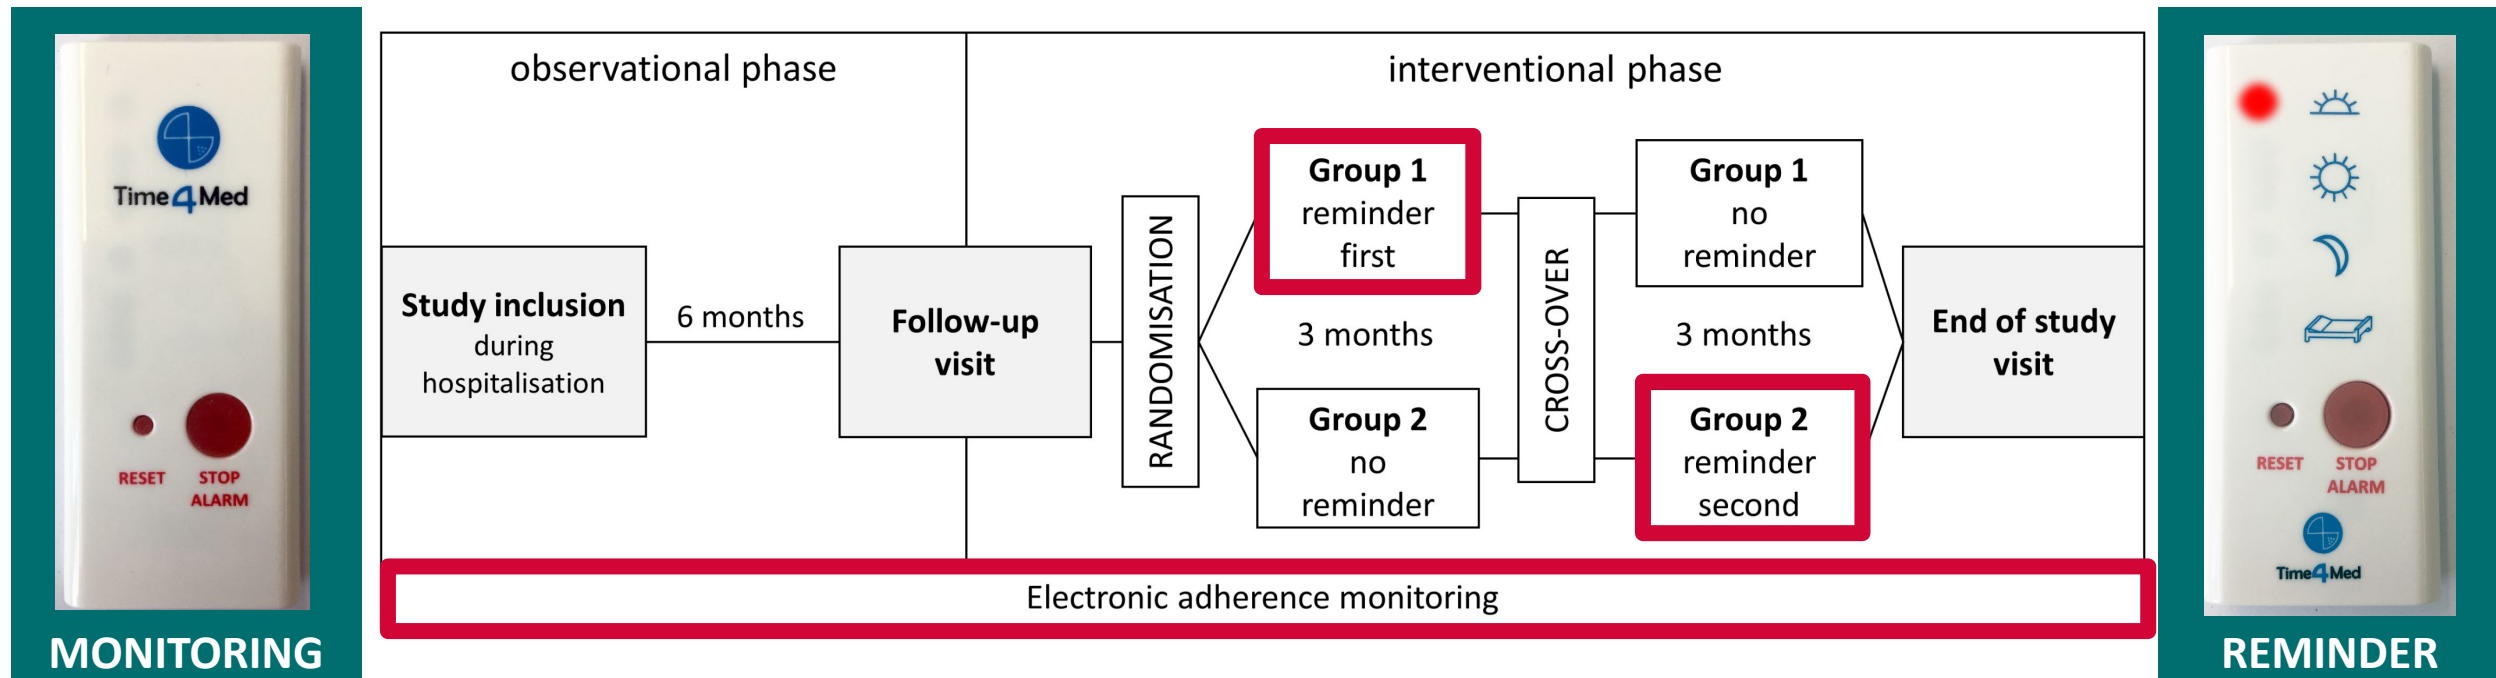 Time4Med
RESET
STOP
ALARM
MONITORING
observational phase
interventional phase
Study inclusion
during
hospitalisation
6 months
Follow-up
visit
RANDOMISATION
Group 1
reminder
first
3 months
Group 2
no
reminder
CROSS-OVER
Group 1
no
reminder
3 months
Group 2
reminder
second
End of study
visit
Electronic adherence monitoring
RESET
STOP
ALARM
Time4Med
REMINDER